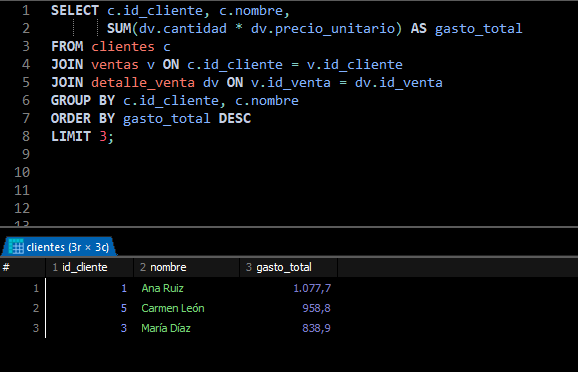 1 SELECT c.id_cliente, c.nombre,
2 SUM(dv.cantidad * dv.precio_unitario) AS gasto_total
3 FROM clientes c
4 JOIN ventas v ON c.id_cliente = v.id_cliente
5 JOIN detalle_venta dv ON v.id_venta = dv.id_venta
6 GROUP BY c.id_cliente, c.nombre
7 ORDER BY gasto_total DESC
8 LIMIT 3;
9
10
11
12
13
clientes (3r × 3c)
# 1 id_cliente 2 nombre 3 gasto_total
1 1 Ana Ruiz 1.077,7
2 5 Carmen León 958,8
3 3 María Díaz 838,9